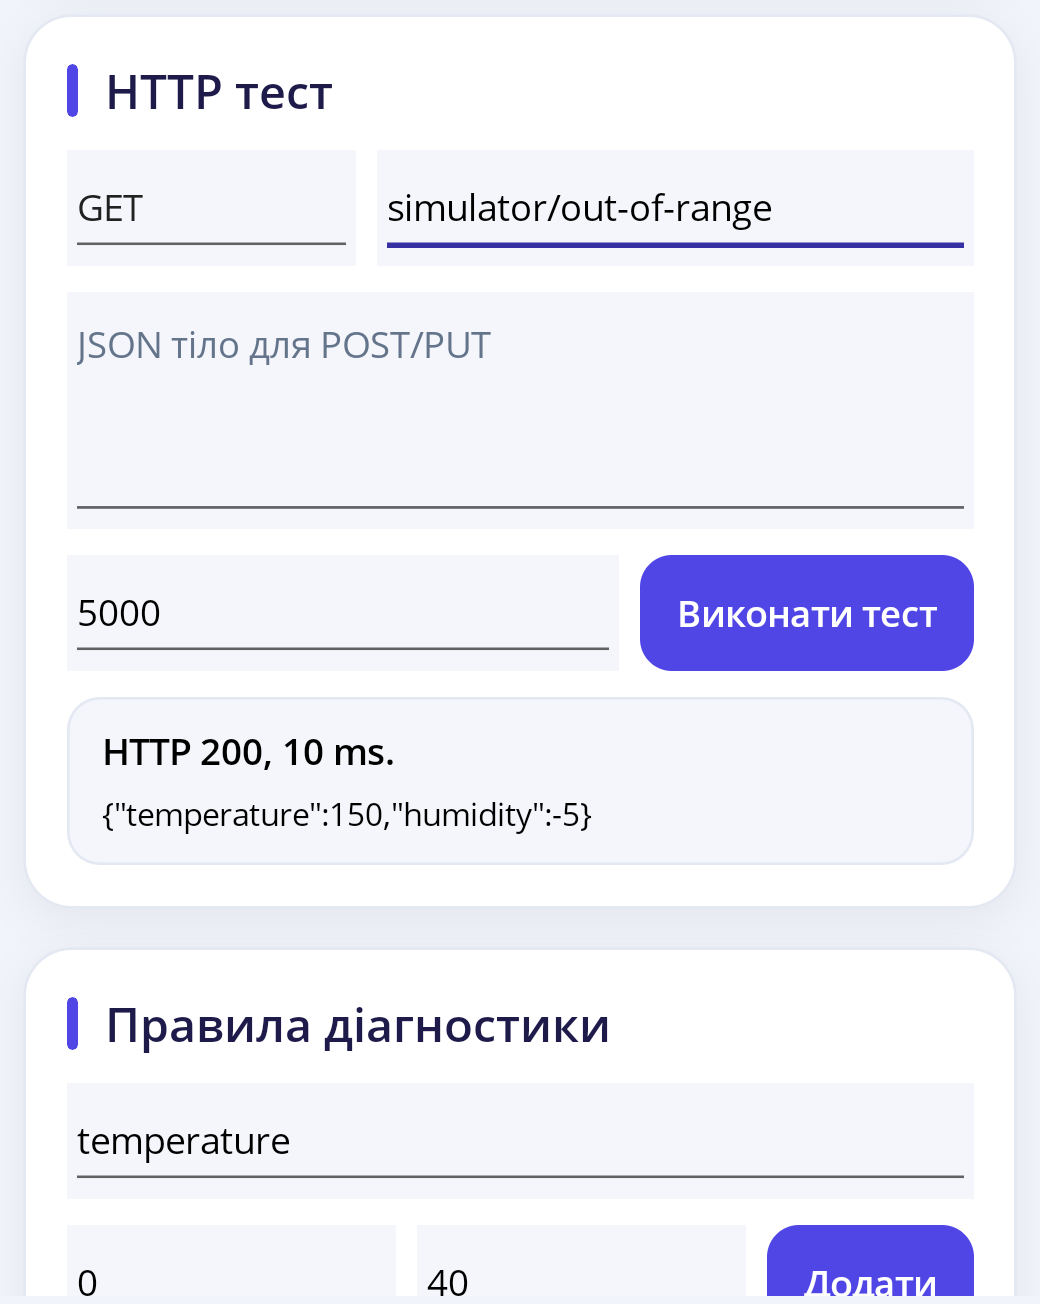 HTTP тест
GET
simulator/out-of-range
JSON тіло для POST/PUT
5000
Виконати тест
HTTP 200, 10 ms.
{"temperature":150,"humidity":-5}
Правила діагностики
temperature
0
40
Додати